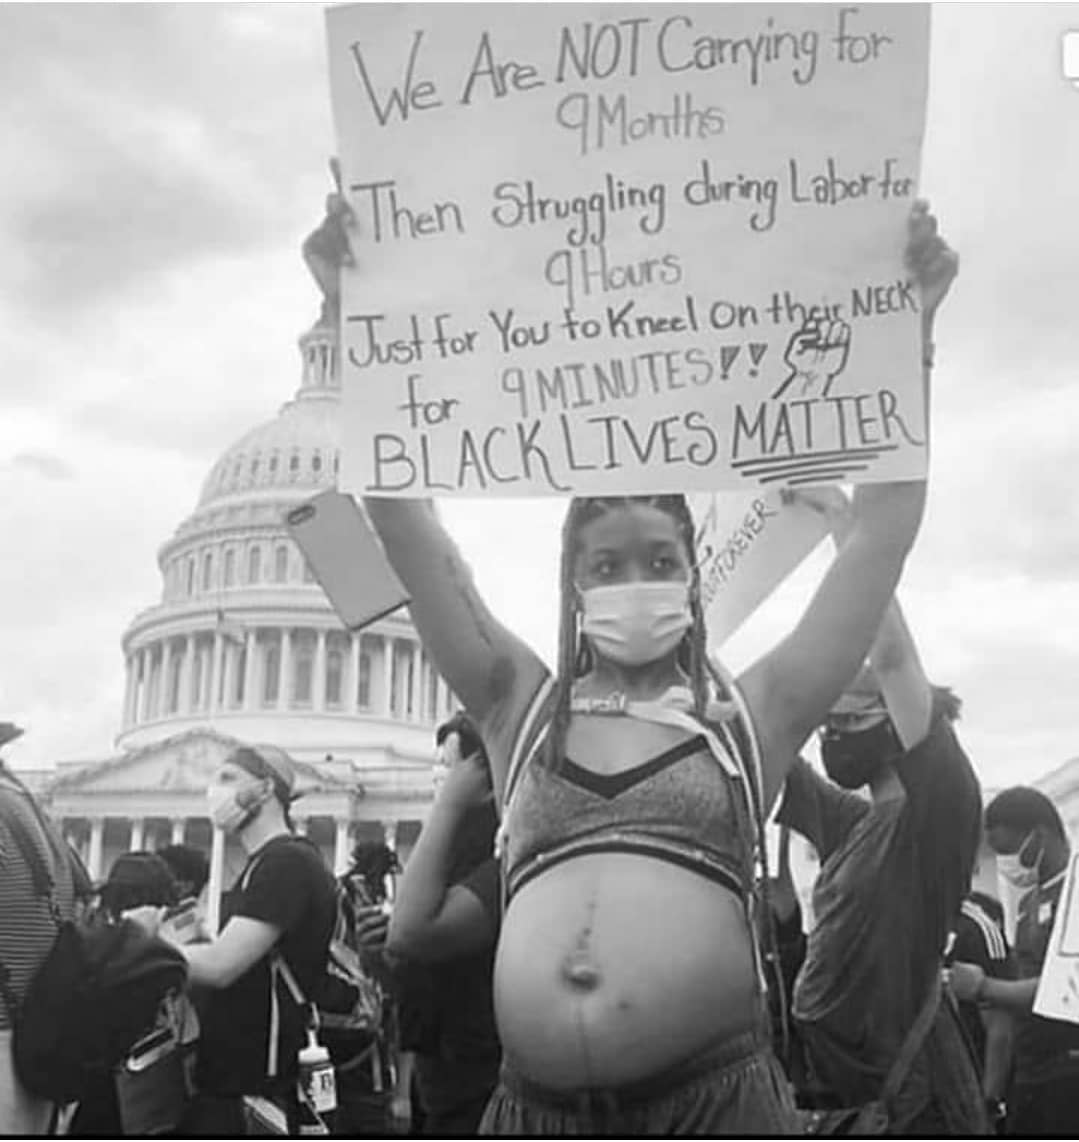 We Are NOT Carrying for
9 Months
Then Struggling during Labor for
9 Hours
Just for You to Kneel On their NECK
for 9 MINUTES!!
BLACK LIVES MATTER
FOREVER